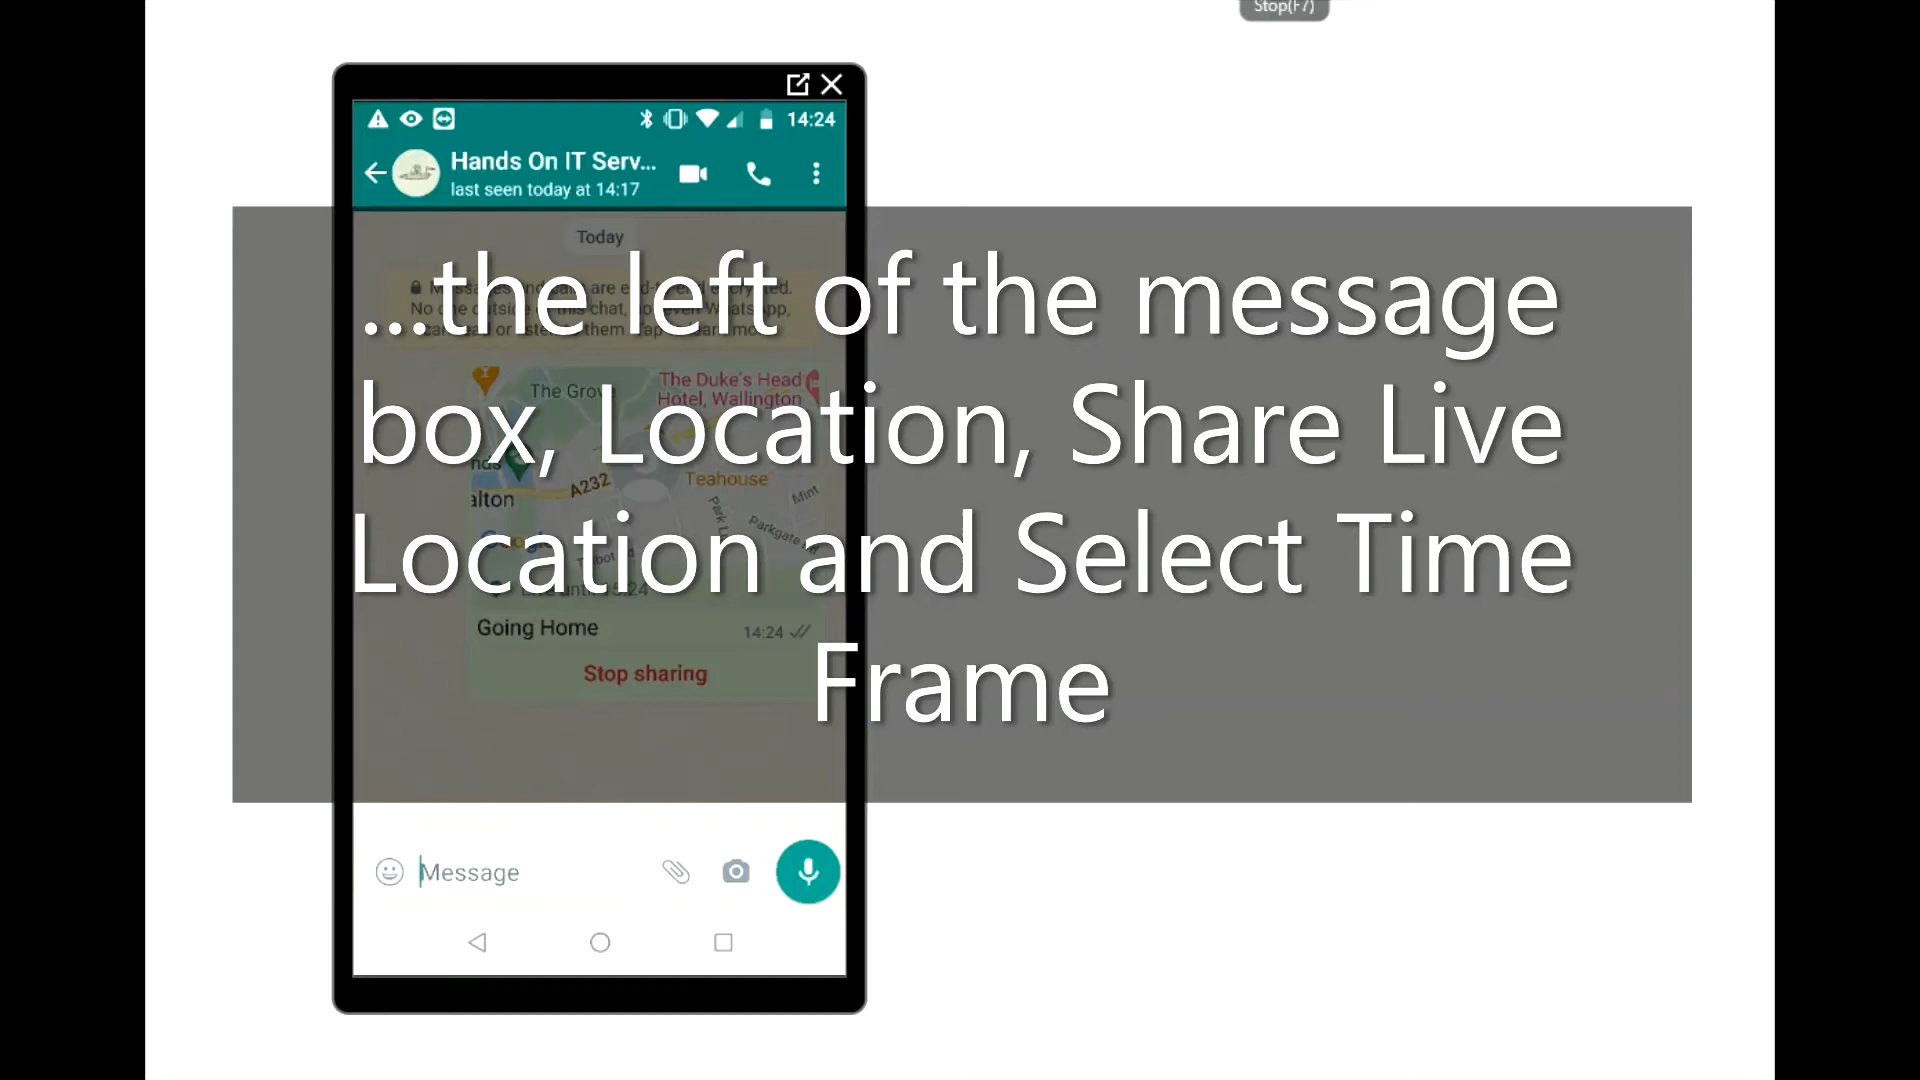 Stop(F7)
14:24
Hands On IT Serv...
last seen today at 14:17
Today
...the left of the message
box, Location, Share Live
Location and Select Time
Frame
The Duke's Head
Hotel, Wallington
A232
alton
Teahouse
Mint
Going Home
14:24
Stop sharing
Message